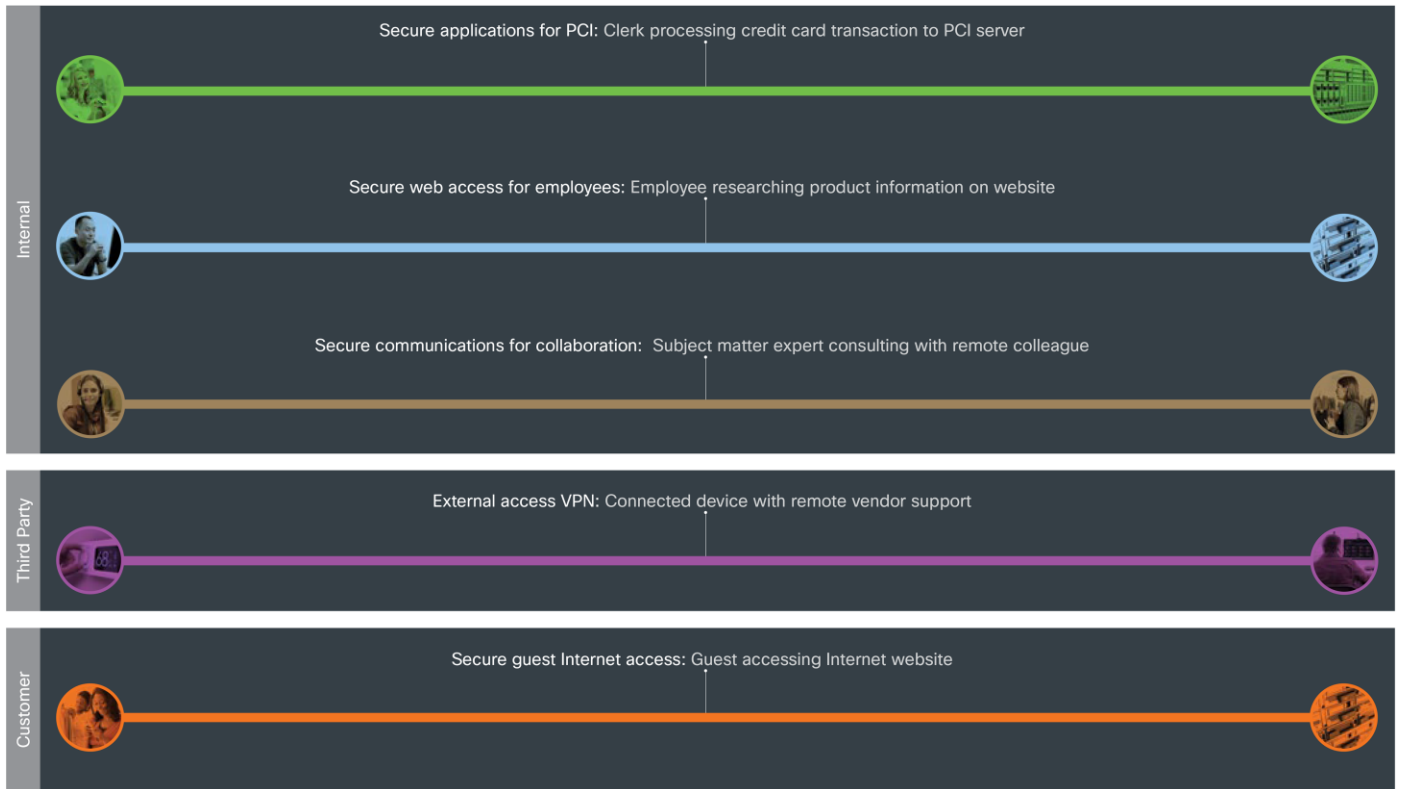 Internal
Secure applications for PCI: Clerk processing credit card transaction to PCI server
Secure web access for employees: Employee researching product information on website
Secure communications for collaboration: Subject matter expert consulting with remote colleague
Third Party
External access VPN: Connected device with remote vendor support
68
Customer
Secure guest Internet access: Guest accessing Internet website